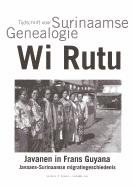 Tijdschrift voor Surinaamse
Genealogie
Wi Rutu
Javanen in Frans Guyana
Javaans-Surinaamse migratiegeschiedenis